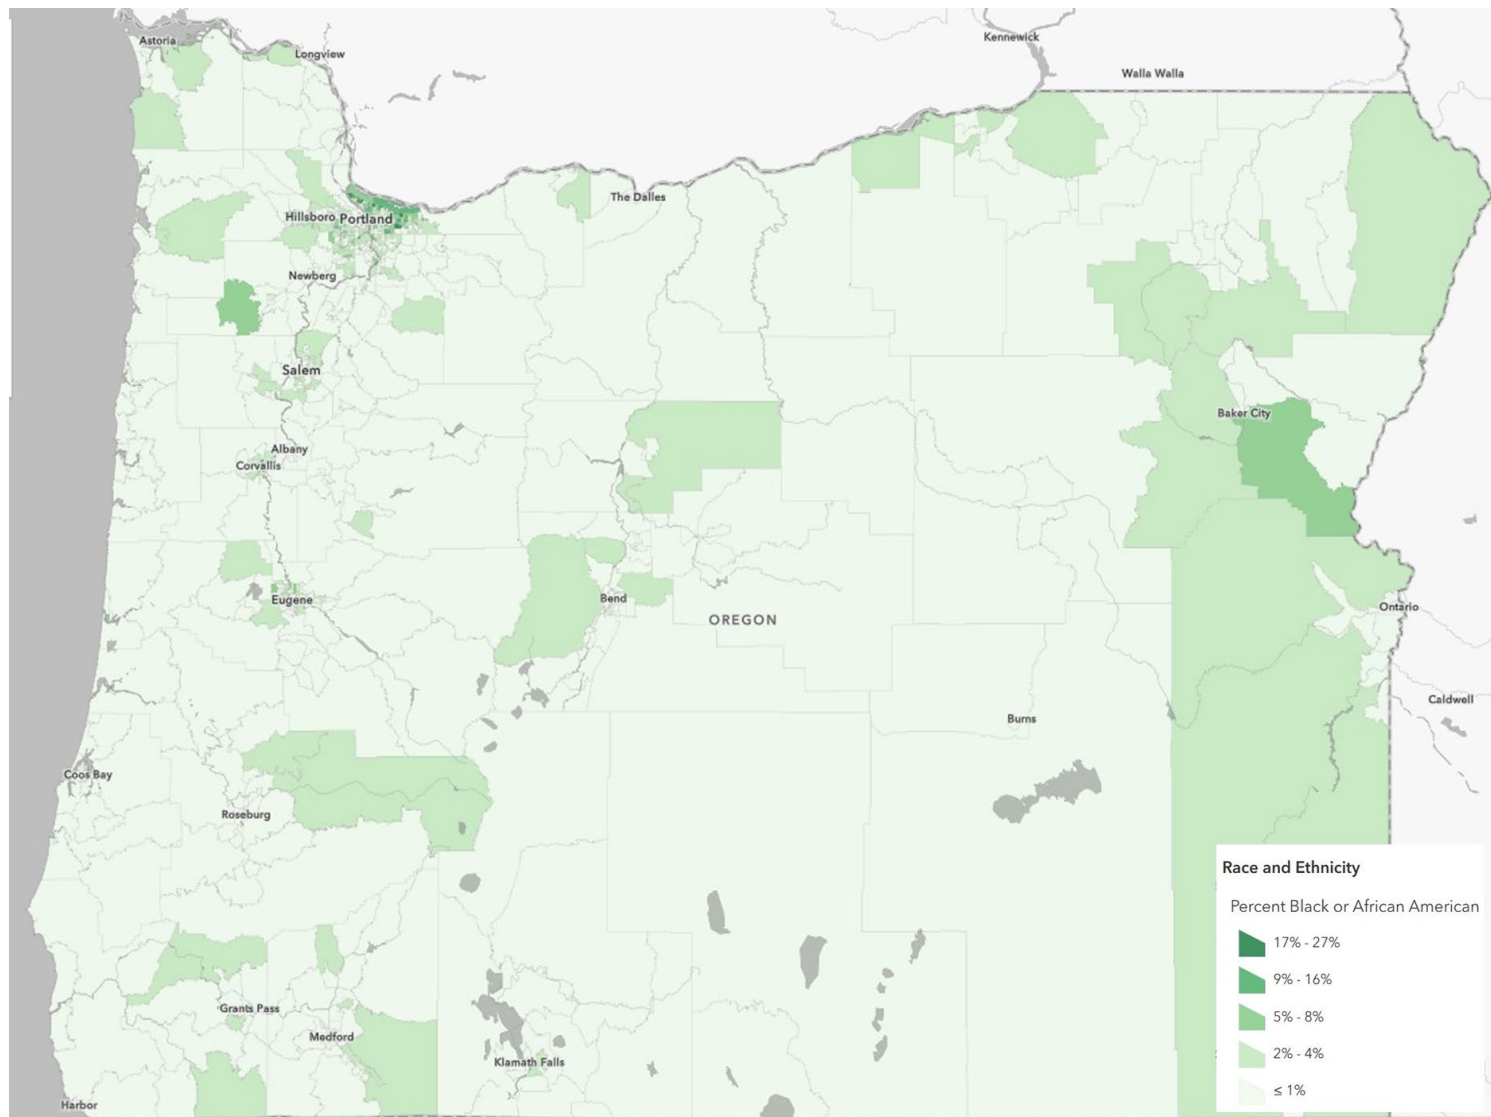 Astoria
Longview
Kennewick
Walla Walla
The Dalles
Hillsboro
Portland
Newberg
Salem
Baker City
Albany
Corvallis
Eugene
Bend
OREGON
Ontario
Caldwell
Burns
Coos Bay
Roseburg
Grants Pass
Medford
Klamath Falls
Harbor
Race and Ethnicity
Percent Black or African American
17% - 27%
9% - 16%
5% - 8%
2% - 4%
≤ 1%